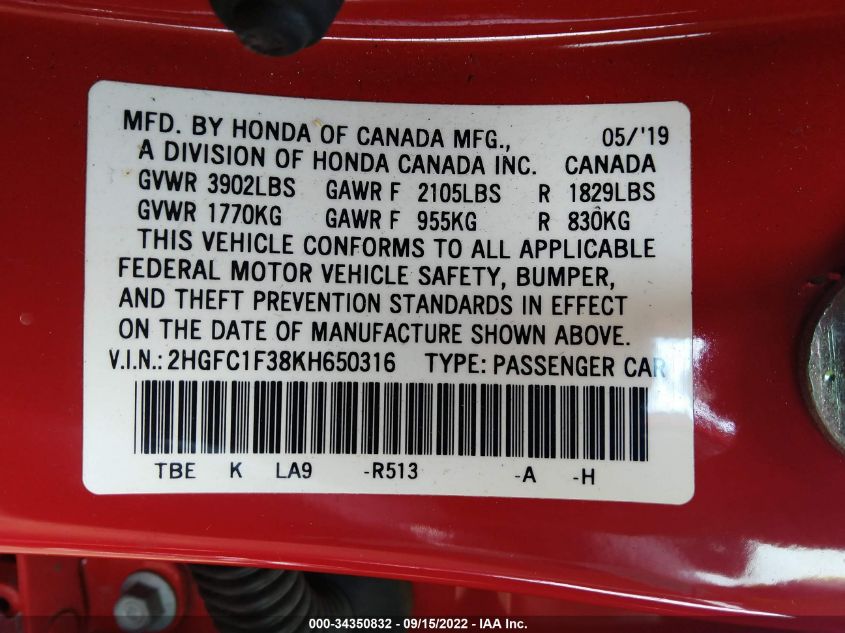 MFD. BY HONDA OF CANADA MFG., 05/'19
A DIVISION OF HONDA CANADA INC. CANADA
GVWR 3902LBS GAWR F 2105LBS R 1829LBS
GVWR 1770KG GAWR F 955KG R 830KG
THIS VEHICLE CONFORMS TO ALL APPLICABLE
FEDERAL MOTOR VEHICLE SAFETY, BUMPER,
AND THEFT PREVENTION STANDARDS IN EFFECT
ON THE DATE OF MANUFACTURE SHOWN ABOVE.
V.I.N.: 2HGFC1F38KH650316 TYPE: PASSENGER CAR
TBE K LA9 -R513 -A -H
000-34350832 - 09/15/2022 - IAA Inc.